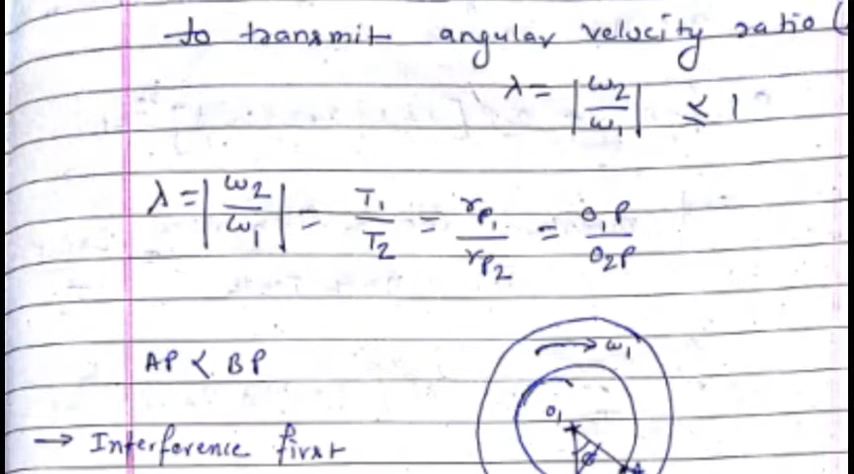 to transmit angular velocity ratio (
λ = |ω2/ω1| ≤ 1
λ = |ω2/ω1| = T1/T2 = rp1/rp2 = O1P/O2P
AP < BP
→ ω1
O1
→ Interference first
φ A